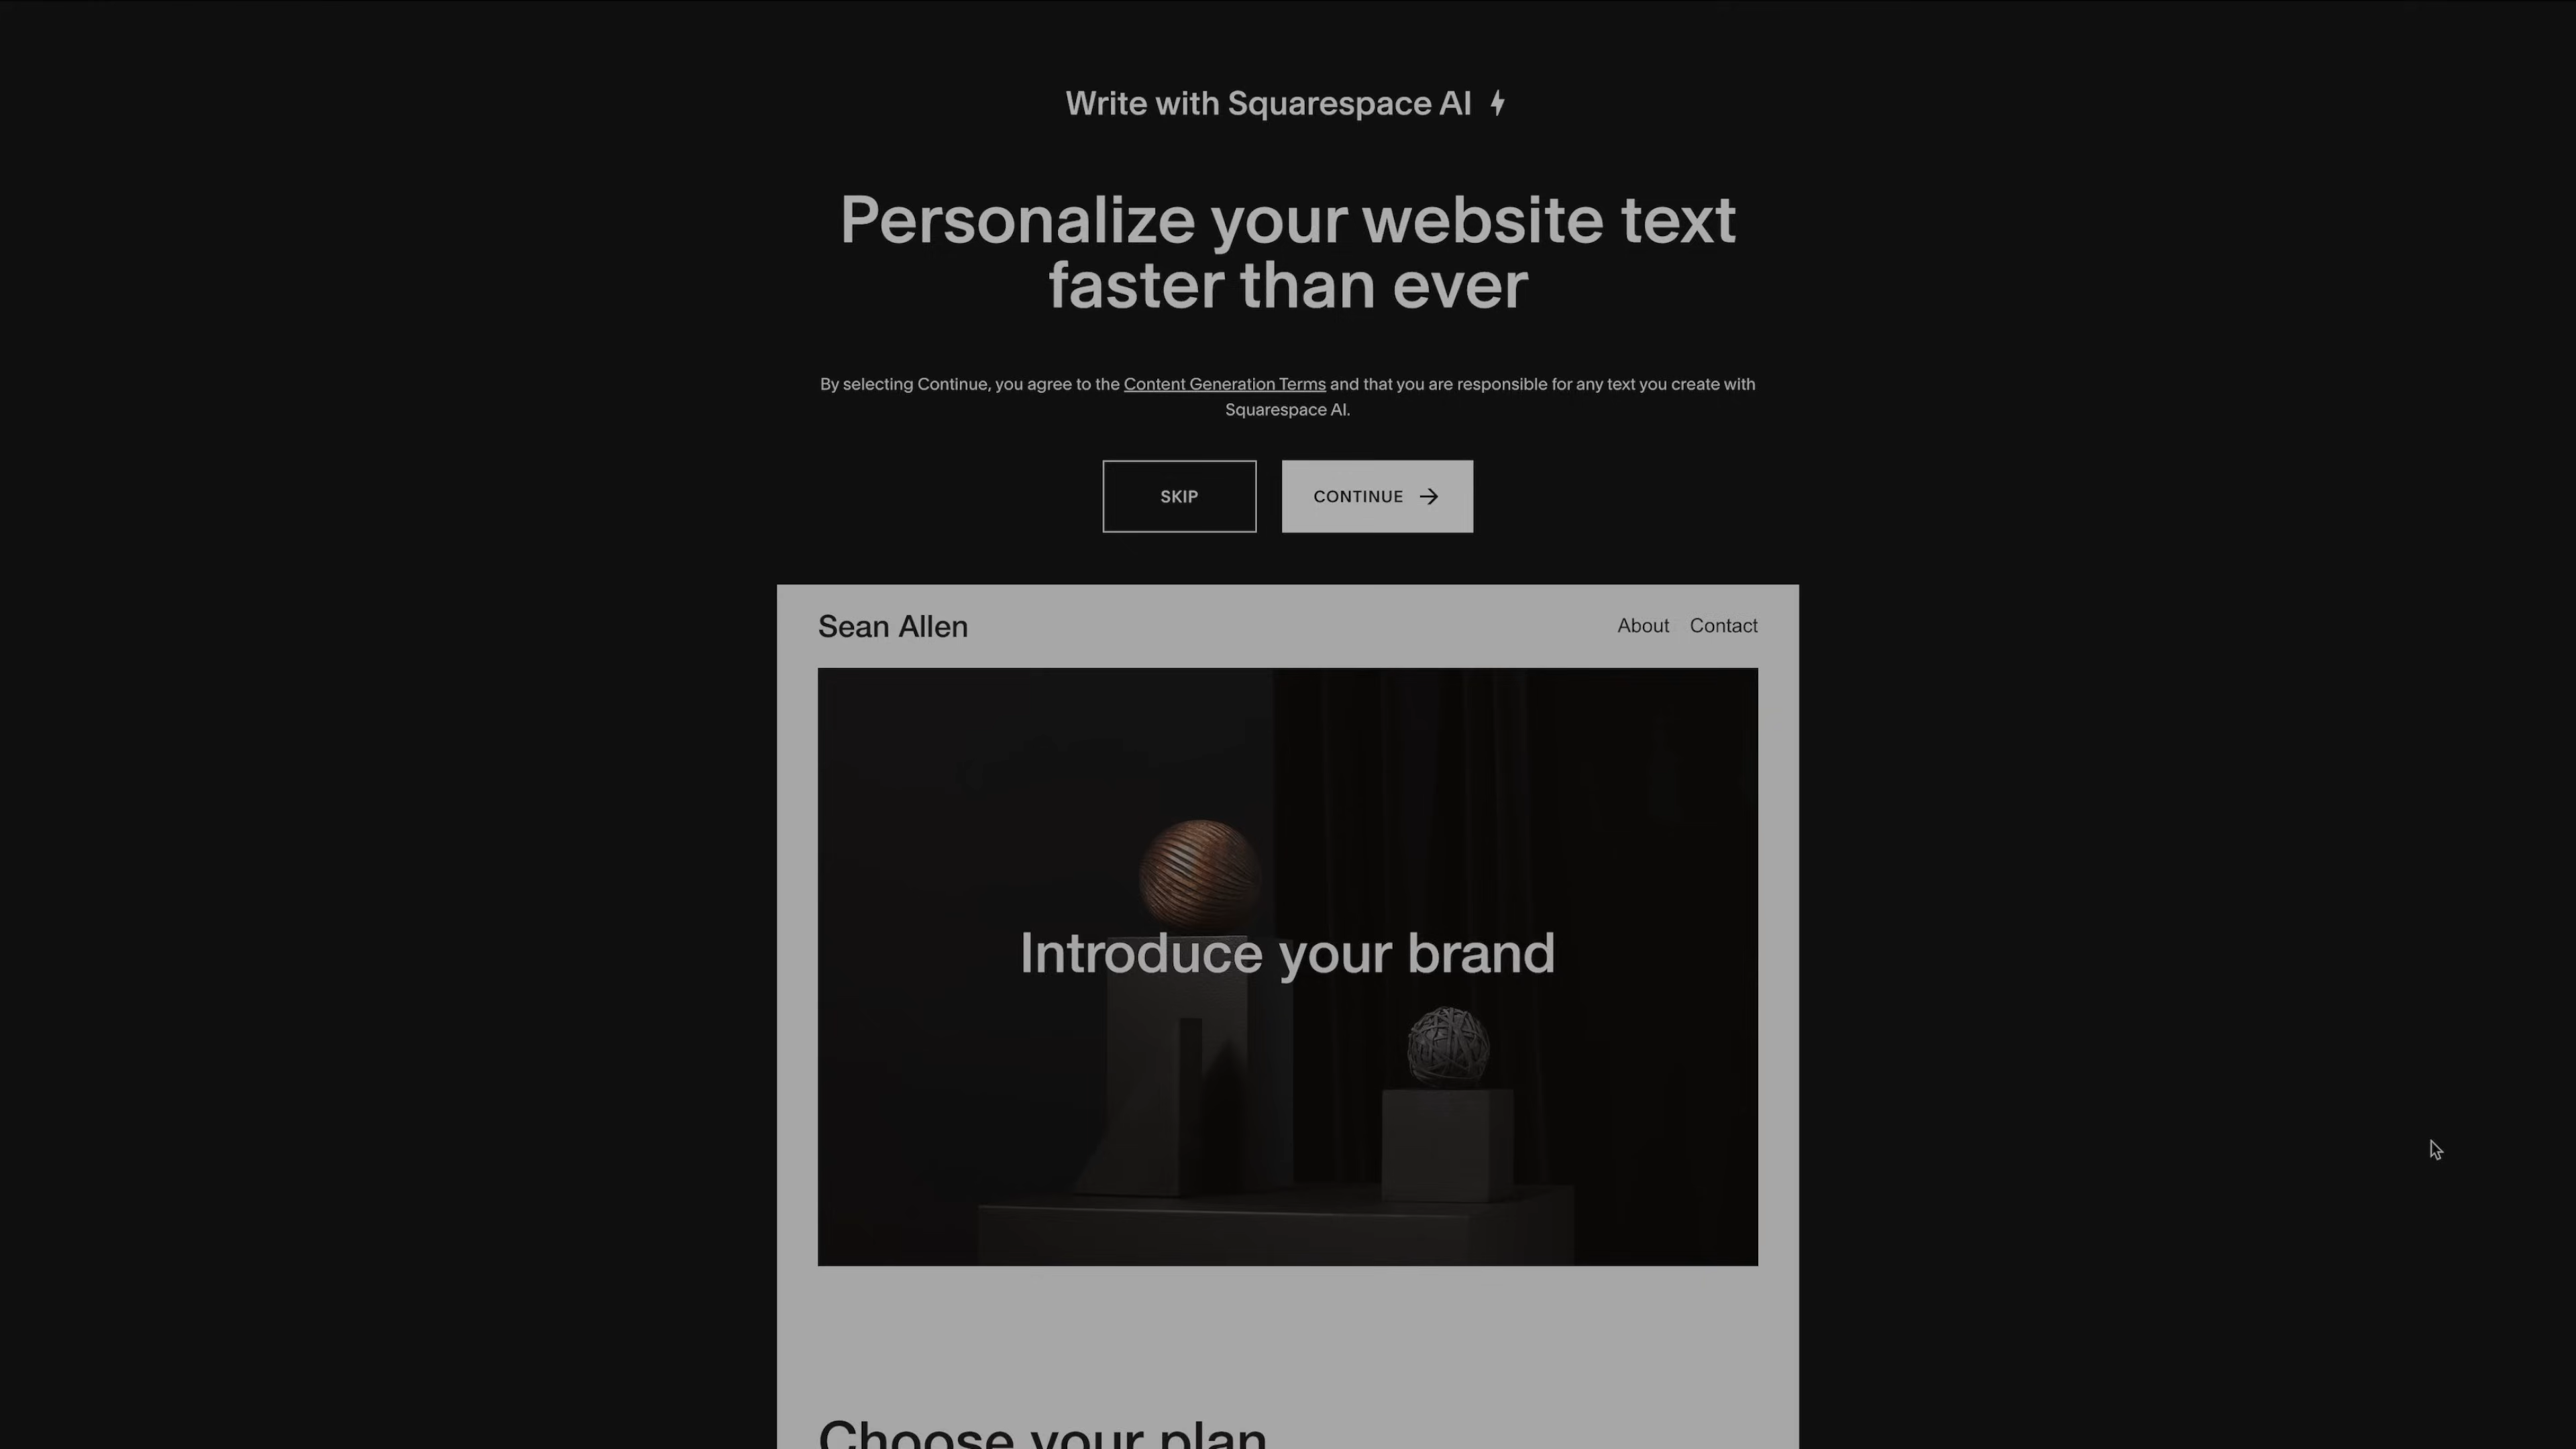 Write with Squarespace AI
Personalize your website text
faster than ever
By selecting Continue, you agree to the Content Generation Terms and that you are responsible for any text you create with
Squarespace AI.
SKIP
CONTINUE
Sean Allen
About
Contact
Introduce your brand
Choose your plan